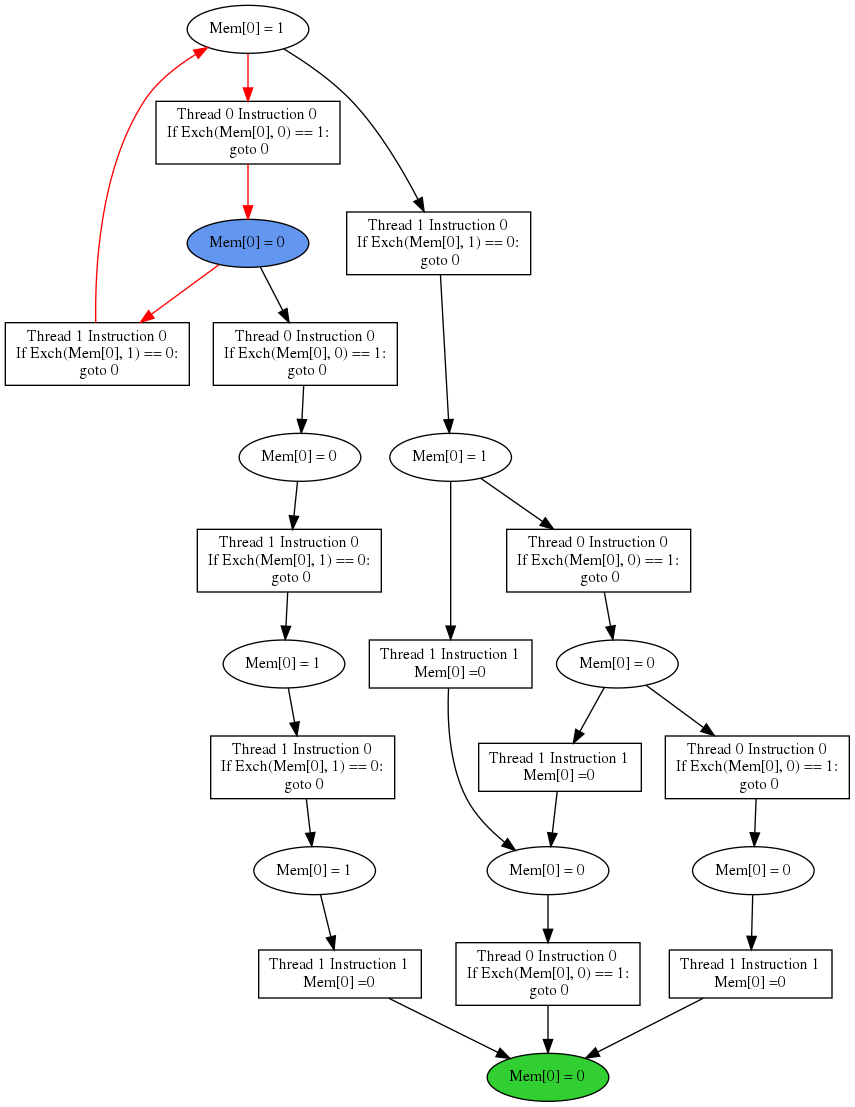 Mem[0] = 1
Thread 0 Instruction 0
If Exch(Mem[0], 0) == 1:
goto 0
Thread 1 Instruction 0
If Exch(Mem[0], 1) == 0:
goto 0
Mem[0] = 0
Thread 1 Instruction 0
If Exch(Mem[0], 1) == 0:
goto 0
Thread 0 Instruction 0
If Exch(Mem[0], 0) == 1:
goto 0
Mem[0] = 0
Mem[0] = 1
Thread 1 Instruction 0
If Exch(Mem[0], 1) == 0:
goto 0
Thread 0 Instruction 0
If Exch(Mem[0], 0) == 1:
goto 0
Mem[0] = 1
Thread 1 Instruction 1
Mem[0] =0
Mem[0] = 0
Thread 1 Instruction 0
If Exch(Mem[0], 1) == 0:
goto 0
Thread 1 Instruction 1
Mem[0] =0
Thread 0 Instruction 0
If Exch(Mem[0], 0) == 1:
goto 0
Mem[0] = 1
Mem[0] = 0
Mem[0] = 0
Thread 1 Instruction 1
Mem[0] =0
Thread 0 Instruction 0
If Exch(Mem[0], 0) == 1:
goto 0
Thread 1 Instruction 1
Mem[0] =0
Mem[0] = 0